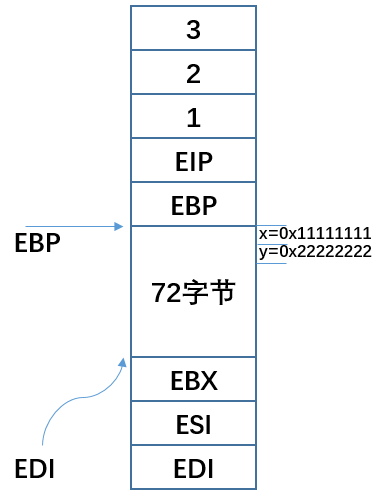 3
2
1
EIP
EBP
EBP
x=0x11111111
y=0x22222222
72字节
EBX
ESI
EDI
EDI